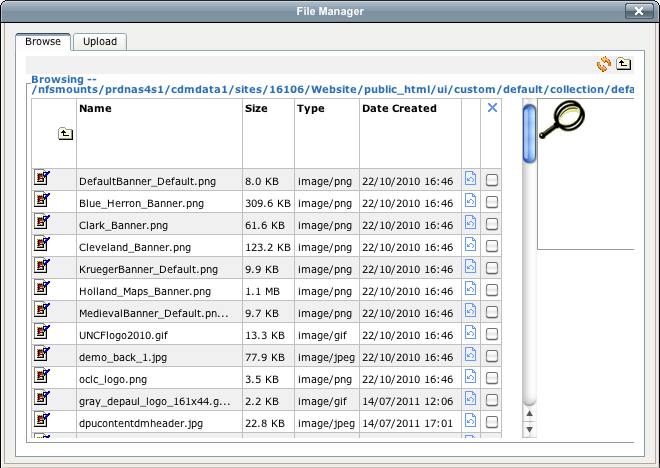 File Manager
Browse Upload
Browsing --
/nfsmounts/prdnas4s1/cdmdata1/sites/16106/Website/public_html/ui/custom/default/collection/defa
Name Size Type Date Created
DefaultBanner_Default.png 8.0 KB image/png 22/10/2010 16:46
Blue_Herron_Banner.png 309.6 KB image/png 22/10/2010 16:46
Clark_Banner.png 61.6 KB image/png 22/10/2010 16:46
Cleveland_Banner.png 123.2 KB image/png 22/10/2010 16:46
KruegerBanner_Default.png 9.9 KB image/png 22/10/2010 16:46
Holland_Maps_Banner.png 1.1 MB image/png 22/10/2010 16:46
MedievalBanner_Default.pn... 9.7 KB image/png 22/10/2010 16:46
UNCFlogo2010.gif 13.3 KB image/gif 22/10/2010 16:46
demo_back_1.jpg 77.9 KB image/jpeg 22/10/2010 16:46
oclc_logo.png 3.5 KB image/png 22/10/2010 16:46
gray_depaul_logo_161x44.g... 2.2 KB image/gif 14/07/2011 12:06
dpucontentdmheader.jpg 22.8 KB image/jpeg 14/07/2011 17:01